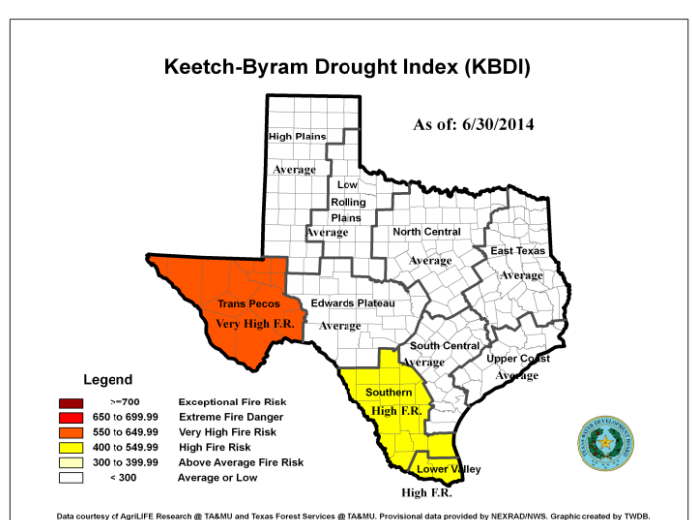 Keetch-Byram Drought Index (KBDI)
As of: 6/30/2014
High Plains
Average
Low
Rolling
Plains
Average
North Central
Average
East Texas
Average
Trans Pecos
Very High F.R.
Edwards Plateau
Average
South Central
Average
Upper Coast
Average
Southern
High F.R.
Lower Valley
High F.R.
Legend
>=700 Exceptional Fire Risk
650 to 699.99 Extreme Fire Danger
550 to 649.99 Very High Fire Risk
400 to 549.99 High Fire Risk
300 to 399.99 Above Average Fire Risk
< 300 Average or Low
TEXAS WATER DEVELOPMENT BOARD
Data courtesy of AgriLIFE Research @ TA&MU and Texas Forest Services @ TA&MU. Provisional data provided by NEXRAD/NWS. Graphic created by TWDB.